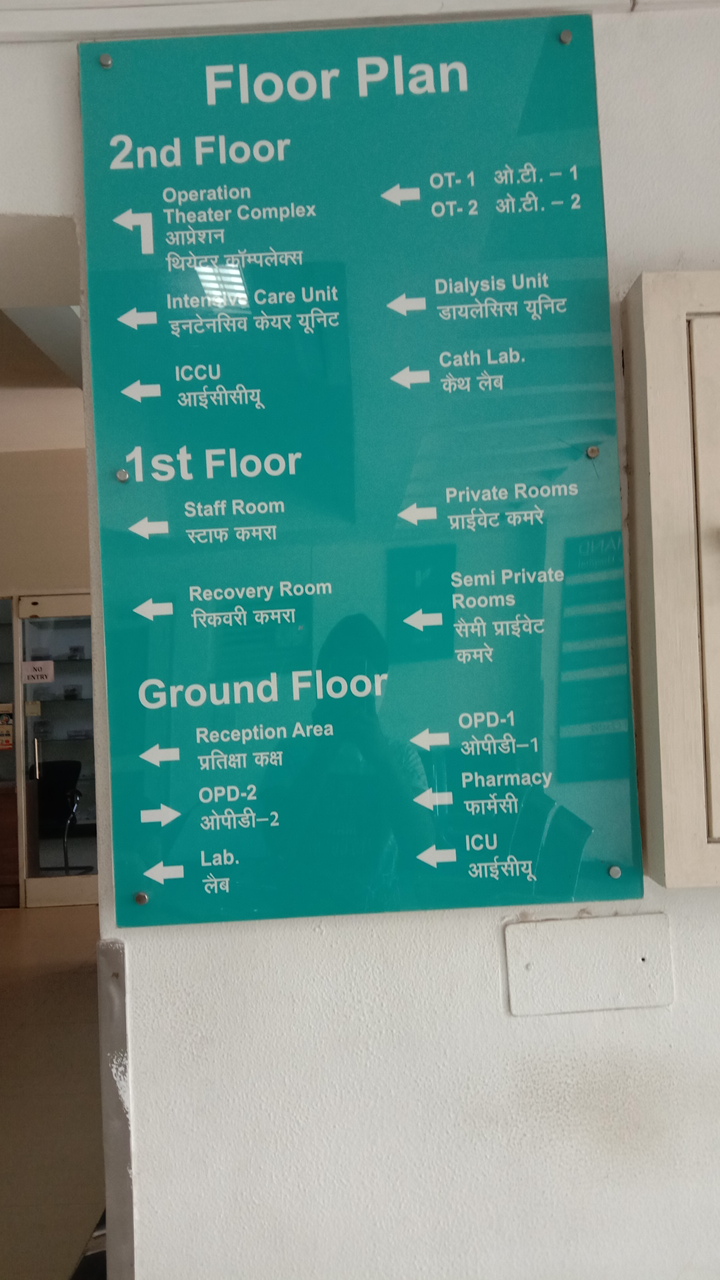 Floor Plan
2nd Floor
Operation
Theater Complex
आप्रेशन
थियेटर कॉम्पलेक्स
OT- 1 ओ.टी. – 1
OT- 2 ओ.टी. – 2
Intensive Care Unit
इनटेनसिव केयर यूनिट
Dialysis Unit
डायलेसिस यूनिट
ICCU
आईसीसीयू
Cath Lab.
कैथ लैब
1st Floor
Staff Room
स्टाफ कमरा
Private Rooms
प्राईवेट कमरे
Recovery Room
रिकवरी कमरा
Semi Private
Rooms
सैमी प्राईवेट
कमरे
Ground Floor
Reception Area
प्रतिक्षा कक्ष
OPD-1
ओपीडी–1
OPD-2
ओपीडी–2
Pharmacy
फार्मेसी
Lab.
लैब
ICU
आईसीयू
NO
ENTRY